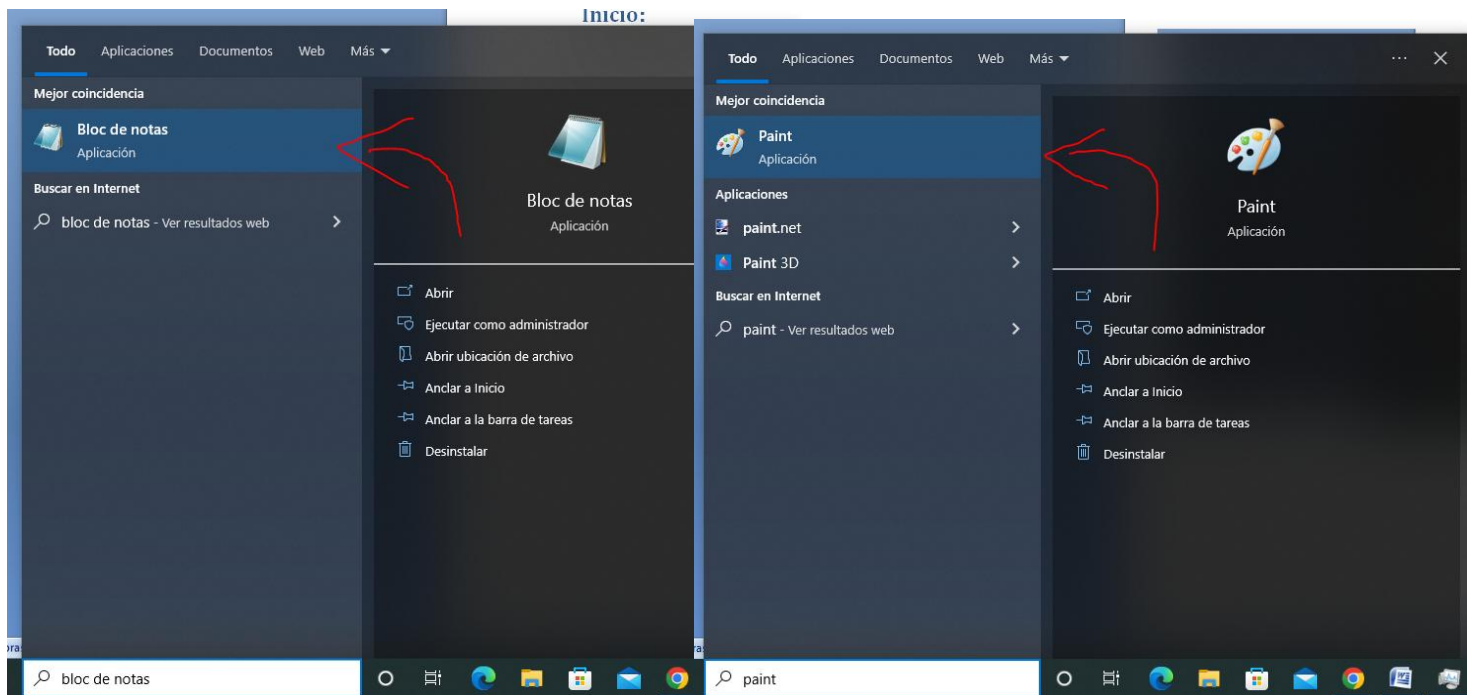 Inicio:
Todo Aplicaciones Documentos Web Más
Mejor coincidencia
Bloc de notas
Aplicación
Buscar en Internet
bloc de notas - Ver resultados web
Bloc de notas
Aplicación
Abrir
Ejecutar como administrador
Abrir ubicación de archivo
Anclar a Inicio
Anclar a la barra de tareas
Desinstalar
bloc de notas
Todo Aplicaciones Documentos Web Más
Mejor coincidencia
Paint
Aplicación
Aplicaciones
paint.net
Paint 3D
Buscar en Internet
paint - Ver resultados web
Paint
Aplicación
Abrir
Ejecutar como administrador
Abrir ubicación de archivo
Anclar a Inicio
Anclar a la barra de tareas
Desinstalar
paint